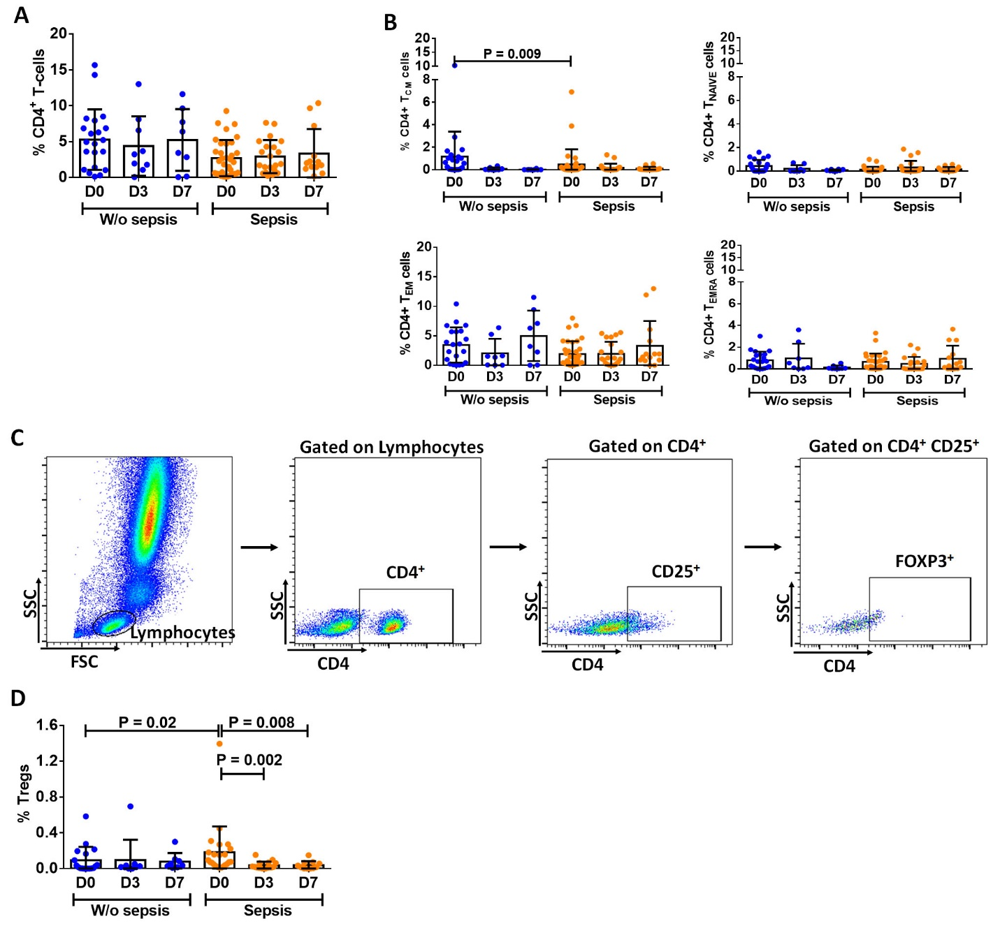 A
% CD4+ T-cells
20
15
10
5
0
D0 D3 D7 D0 D3 D7
W/o sepsis Sepsis
B
% CD4+ TCM cells
20
15
10
8
6
4
2
0
P = 0.009
D0 D3 D7 D0 D3 D7
W/o sepsis Sepsis
% CD4+ TNAIVE cells
20
15
10
8
6
4
2
0
D0 D3 D7 D0 D3 D7
W/o sepsis Sepsis
% CD4+ TEM cells
20
15
10
5
0
D0 D3 D7 D0 D3 D7
W/o sepsis Sepsis
% CD4+ TEMRA cells
20
15
10
8
6
4
2
0
D0 D3 D7 D0 D3 D7
W/o sepsis Sepsis
C
SSC
Lymphocytes
FSC
Gated on Lymphocytes
CD4+
SSC
CD4
Gated on CD4+
CD25+
SSC
CD4
Gated on CD4+ CD25+
FOXP3+
SSC
CD4
D
% Tregs
1.6
1.2
0.8
0.4
0.0
P = 0.02 P = 0.008
P = 0.002
D0 D3 D7 D0 D3 D7
W/o sepsis Sepsis